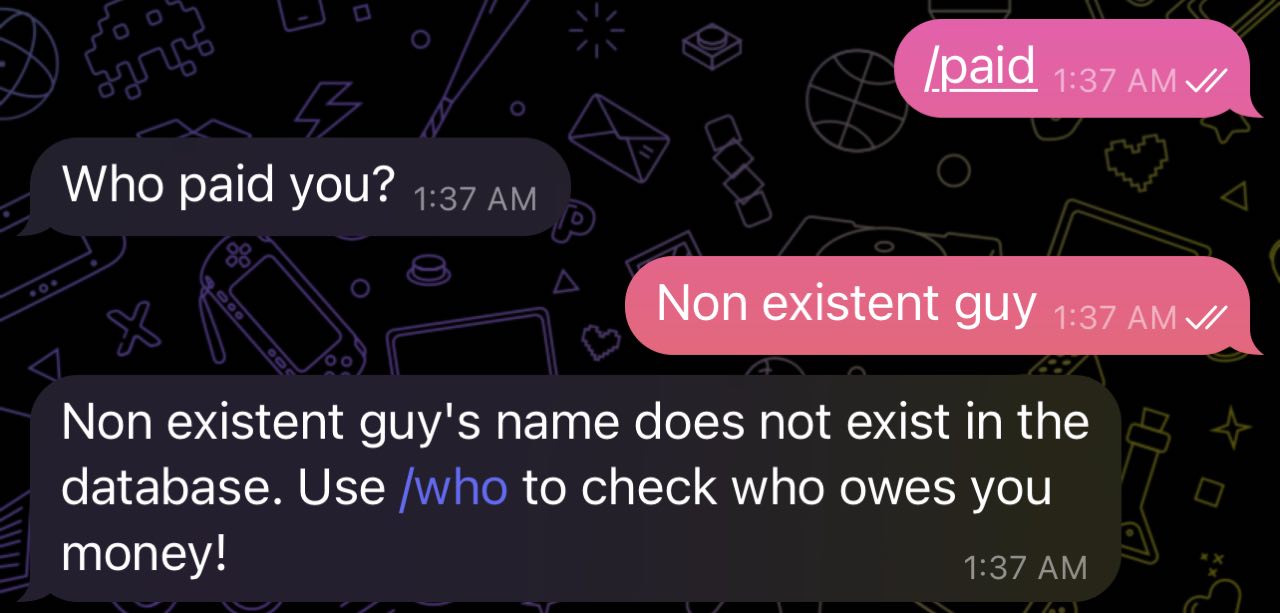 /paid 1:37 AM
Who paid you? 1:37 AM
Non existent guy 1:37 AM
Non existent guy's name does not exist in the
database. Use /who to check who owes you
money! 1:37 AM